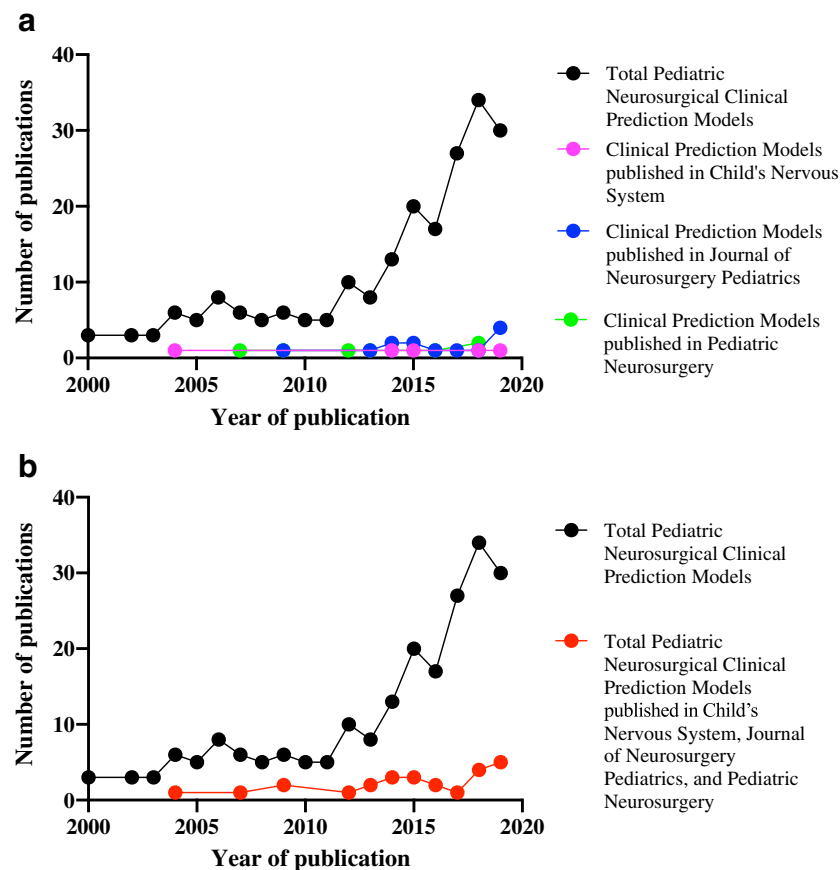 a
Number of publications
40
30
20
10
0
2000 2005 2010 2015 2020
Year of publication
Total Pediatric
Neurosurgical Clinical
Prediction Models
Clinical Prediction Models
published in Child's Nervous
System
Clinical Prediction Models
published in Journal of
Neurosurgery Pediatrics
Clinical Prediction Models
published in Pediatric
Neurosurgery
b
Number of publications
40
30
20
10
0
2000 2005 2010 2015 2020
Year of publication
Total Pediatric
Neurosurgical Clinical
Prediction Models
Total Pediatric
Neurosurgical Clinical
Prediction Models
published in Child’s
Nervous System, Journal
of Neurosurgery
Pediatrics, and Pediatric
Neurosurgery